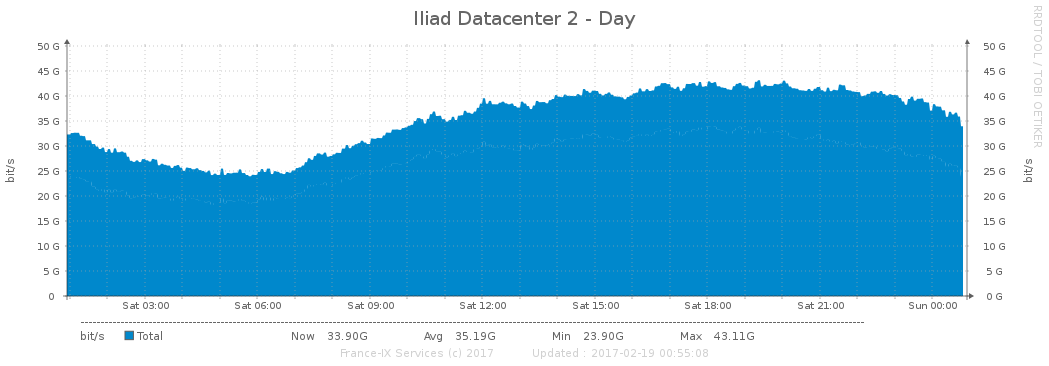 Iliad Datacenter 2 - Day
RRDTOOL / TOBI OETIKER
50 G 50 G
45 G 45 G
40 G 40 G
35 G 35 G
30 G 30 G
25 G 25 G
20 G 20 G
15 G 15 G
10 G 10 G
5 G 5 G
0 0 G
bit/s bit/s
Sat 03:00 Sat 06:00 Sat 09:00 Sat 12:00 Sat 15:00 Sat 18:00 Sat 21:00 Sun 00:00
bit/s Total Now 33.90G Avg 35.19G Min 23.90G Max 43.11G
France-IX Services (c) 2017 Updated : 2017-02-19 00:55:08